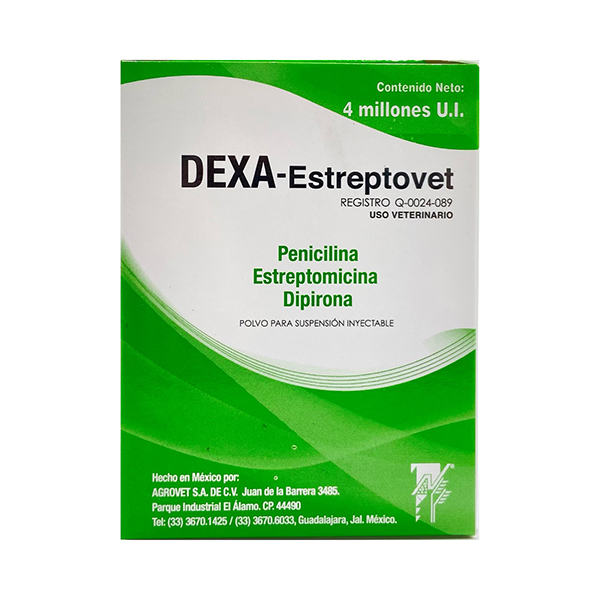 Contenido Neto:
4 millones U.I.
DEXA-Estreptovet
REGISTRO Q-0024-089
USO VETERINARIO
Penicilina
Estreptomicina
Dipirona
POLVO PARA SUSPENSIÓN INYECTABLE
Hecho en México por:
AGROVET S.A. DE C.V. Juan de la Barrera 3485.
Parque Industrial El Álamo. CP. 44490
Tel: (33) 3670.1425 / (33) 3670.6033, Guadalajara, Jal. México.